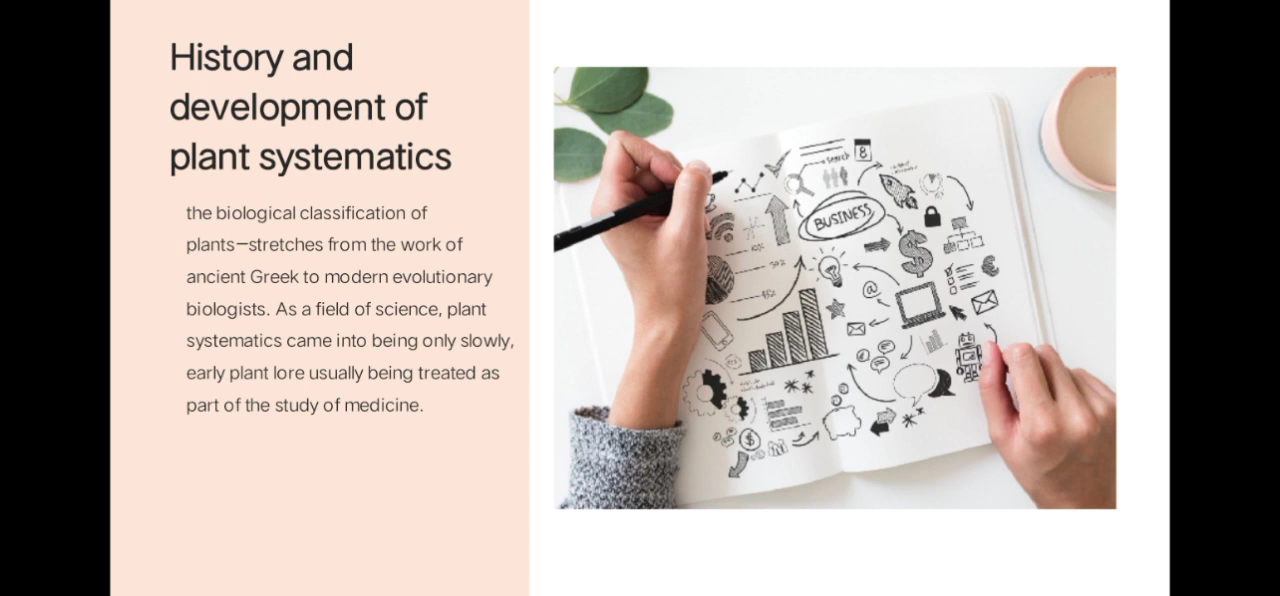 History and
development of
plant systematics
the biological classification of
plants—stretches from the work of
ancient Greek to modern evolutionary
biologists. As a field of science, plant
systematics came into being only slowly,
early plant lore usually being treated as
part of the study of medicine.
search
8
BUSINESS
$
@
$